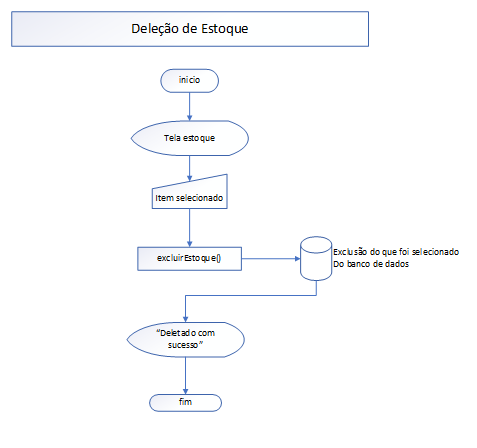 Deleção de Estoque
inicio
Tela estoque
Item selecionado
excluirEstoque()
Exclusão do que foi selecionado
Do banco de dados
“Deletado com
sucesso”
fim